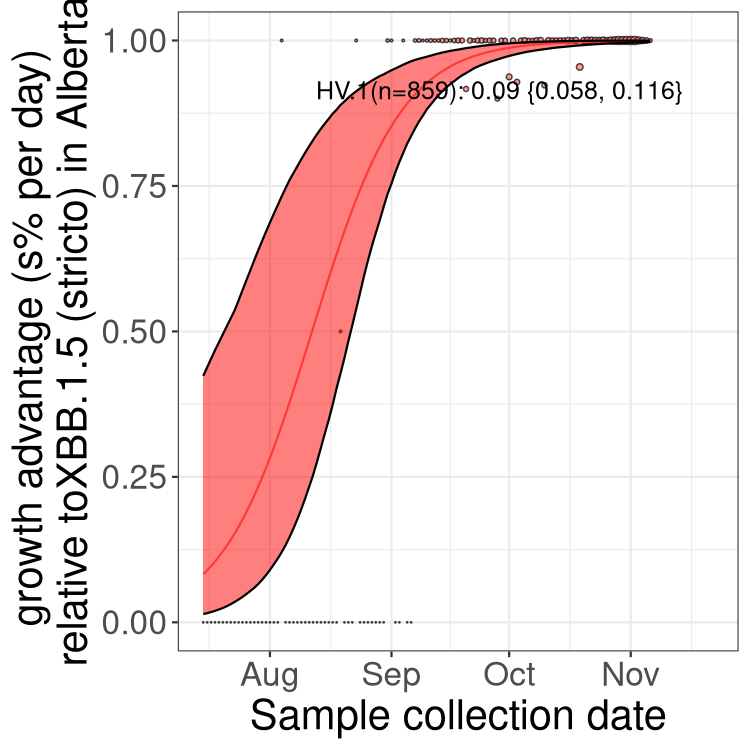 growth advantage (s% per day)
relative toXBB.1.5 (stricto) in Alberta
1.00
0.75
0.50
0.25
0.00
HV.1(n=859): 0.09 {0.058, 0.116}
Aug Sep Oct Nov
Sample collection date